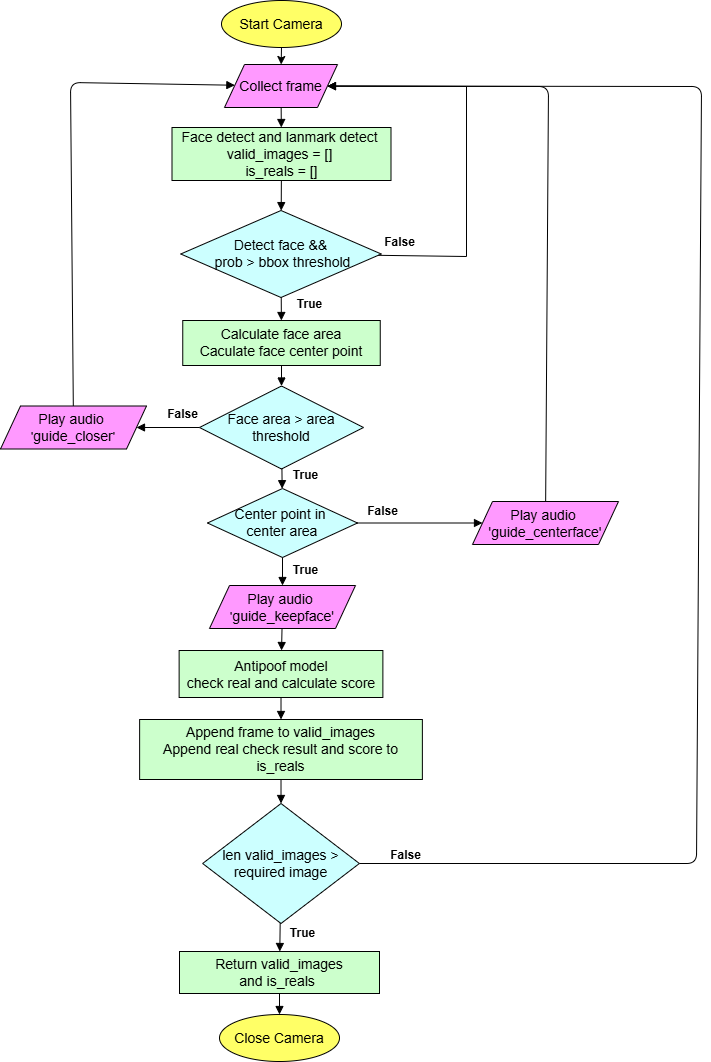 Start Camera
Collect frame
Face detect and lanmark detect
valid_images = []
is_reals = []
Detect face &&
prob > bbox threshold
False
True
Calculate face area
Caculate face center point
Face area > area
threshold
False
Play audio
'guide_closer'
True
Center point in
center area
False
Play audio
'guide_centerface'
True
Play audio
'guide_keepface'
Antipoof model
check real and calculate score
Append frame to valid_images
Append real check result and score to
is_reals
len valid_images >
required image
False
True
Return valid_images
and is_reals
Close Camera